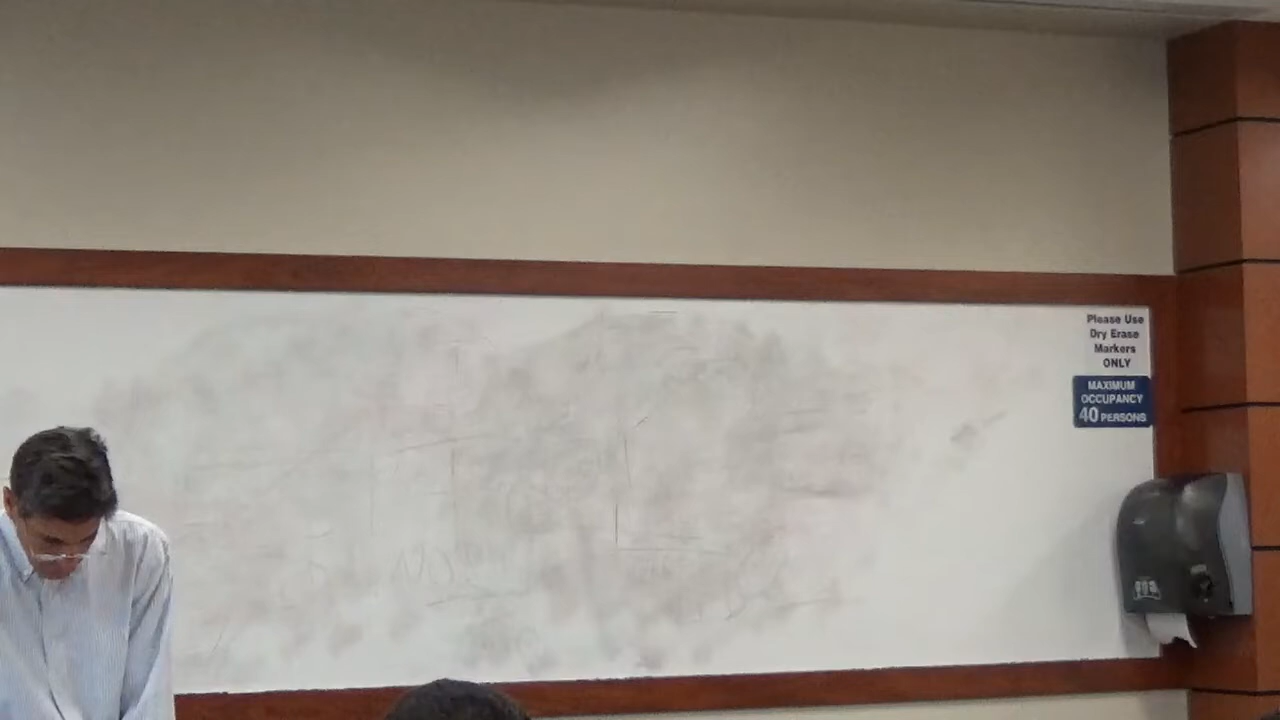 Please Use
Dry Erase
Markers
ONLY
MAXIMUM
OCCUPANCY
40 PERSONS